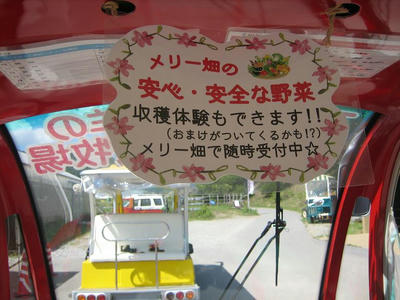 メリー畑の
安心・安全な野菜
収穫体験もできます!!
(おまけがついてくるかも!?)
メリー畑で随時受付中☆
牧場